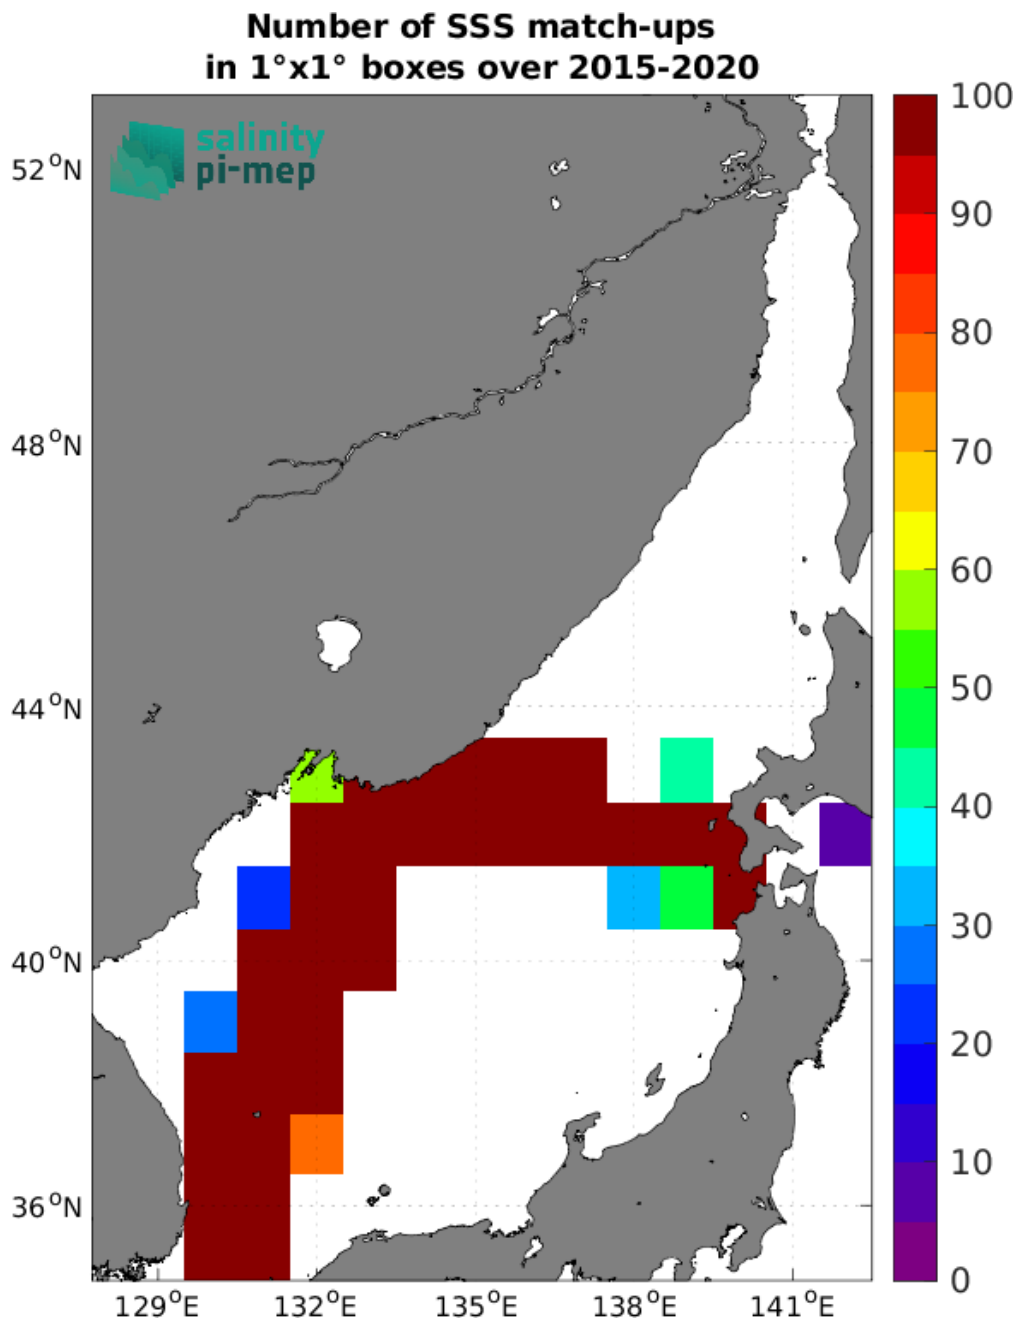 Number of SSS match-ups
in 1°x1° boxes over 2015-2020
salinity
pi-mep
52°N
48°N
44°N
40°N
36°N
129°E 132°E 135°E 138°E 141°E
100
90
80
70
60
50
40
30
20
10
0